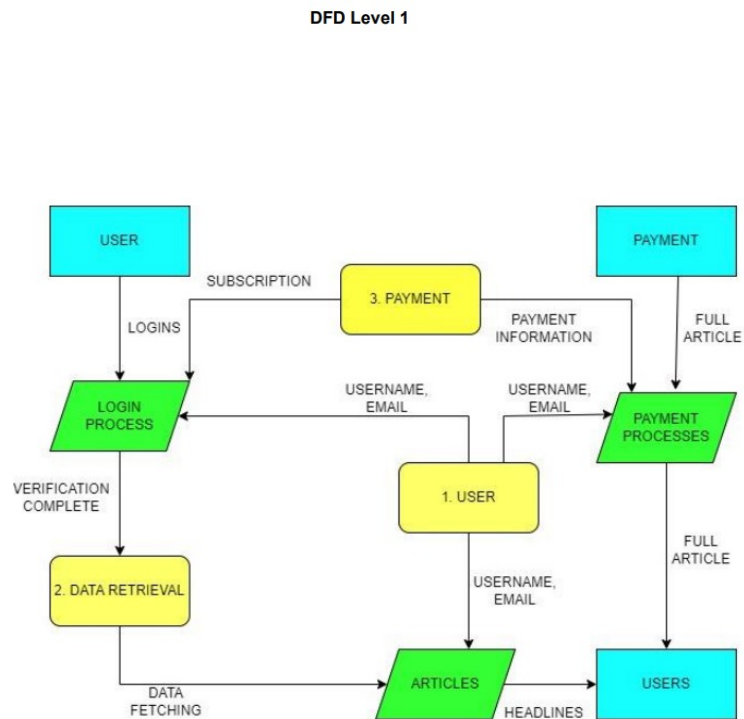 DFD Level 1
USER
PAYMENT
SUBSCRIPTION
3. PAYMENT
LOGINS
PAYMENT
INFORMATION
FULL
ARTICLE
LOGIN
PROCESS
USERNAME,
EMAIL
USERNAME,
EMAIL
PAYMENT
PROCESSES
VERIFICATION
COMPLETE
1. USER
2. DATA RETRIEVAL
USERNAME,
EMAIL
FULL
ARTICLE
DATA
FETCHING
ARTICLES
HEADLINES
USERS